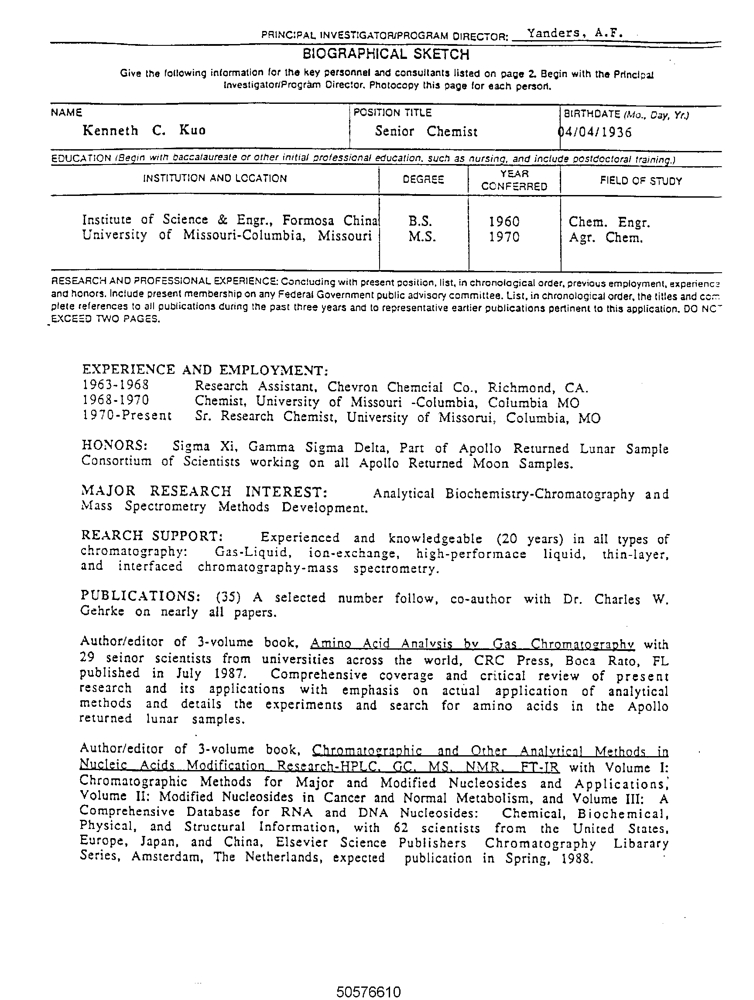 PRINCIPAL INVESTIGATOR/PROGRAM DIRECTOR: Yanders, A.F.
BIOGRAPHICAL SKETCH
Give the following information for the key personnel and consultants listed on page 2. Begin with the Principal
Investigator/Program Director. Photocopy this page for each person.
NAME POSITION TITLE BIRTHDATE (Mo., Day, Yr.)
Kenneth C. Kuo Senior Chemist 04/04/1936
EDUCATION (Begin with baccalaureate or other initial professional education, such as nursing, and include postdoctoral training.)
INSTITUTION AND LOCATION DEGREE YEAR CONFERRED FIELD OF STUDY
Institute of Science & Engr., Formosa China B.S. 1960 Chem. Engr.
University of Missouri-Columbia, Missouri M.S. 1970 Agr. Chem.
RESEARCH AND PROFESSIONAL EXPERIENCE: Concluding with present position, list, in chronological order, previous employment, experience
and honors. Include present membership on any Federal Government public advisory committee. List, in chronological order, the titles and com-
plete references to all publications during the past three years and to representative earlier publications pertinent to this application. DO NOT
EXCEED TWO PAGES.
EXPERIENCE AND EMPLOYMENT:
1963-1968 Research Assistant, Chevron Chemcial Co., Richmond, CA.
1968-1970 Chemist, University of Missouri -Columbia, Columbia MO
1970-Present Sr. Research Chemist, University of Missorui, Columbia, MO
HONORS: Sigma Xi, Gamma Sigma Delta, Part of Apollo Returned Lunar Sample
Consortium of Scientists working on all Apollo Returned Moon Samples.
MAJOR RESEARCH INTEREST: Analytical Biochemistry-Chromatography and
Mass Spectrometry Methods Development.
REARCH SUPPORT: Experienced and knowledgeable (20 years) in all types of
chromatography: Gas-Liquid, ion-exchange, high-performace liquid, thin-layer,
and interfaced chromatography-mass spectrometry.
PUBLICATIONS: (35) A selected number follow, co-author with Dr. Charles W.
Gehrke on nearly all papers.
Author/editor of 3-volume book, Amino Acid Analysis by Gas Chromatography with
29 seinor scientists from universities across the world, CRC Press, Boca Rato, FL
published in July 1987. Comprehensive coverage and critical review of present
research and its applications with emphasis on actual application of analytical
methods and details the experiments and search for amino acids in the Apollo
returned lunar samples.
Author/editor of 3-volume book, Chromatographic and Other Analytical Methods in
Nucleic Acids Modification Research-HPLC, GC, MS, NMR, FT-IR with Volume I:
Chromatographic Methods for Major and Modified Nucleosides and Applications,
Volume II: Modified Nucleosides in Cancer and Normal Metabolism, and Volume III: A
Comprehensive Database for RNA and DNA Nucleosides: Chemical, Biochemical,
Physical, and Structural Information, with 62 scientists from the United States,
Europe, Japan, and China, Elsevier Science Publishers Chromatography Libarary
Series, Amsterdam, The Netherlands, expected publication in Spring, 1988.
50576610